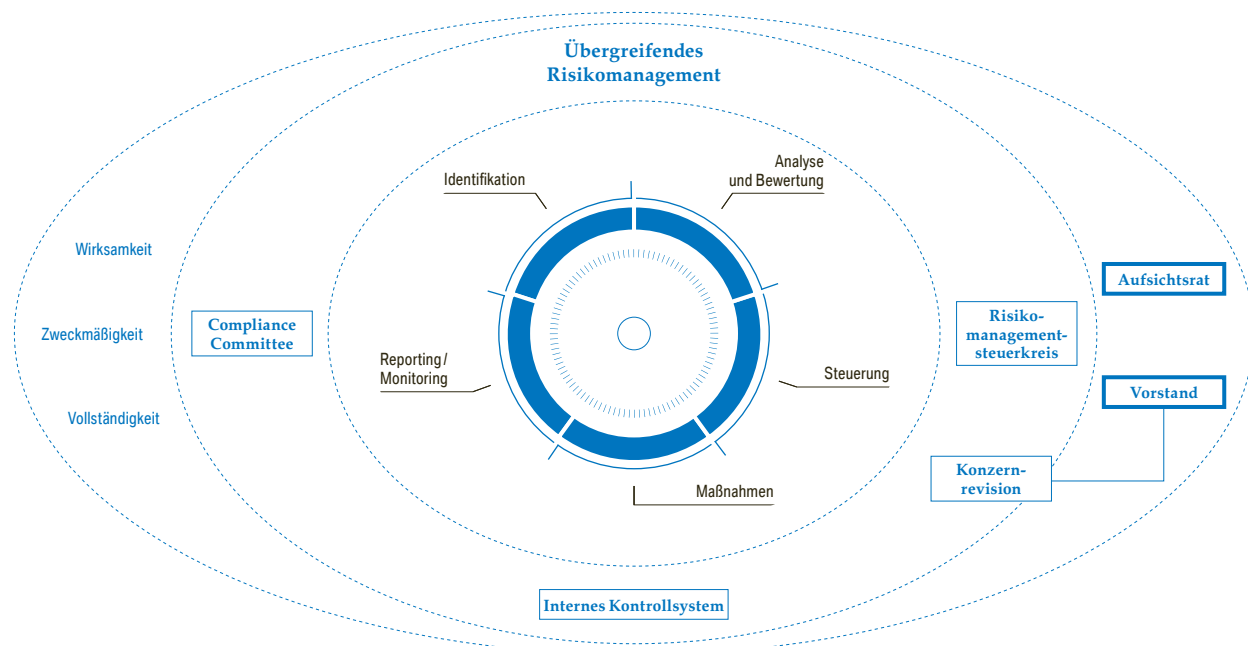 Übergreifendes
Risikomanagement
Identifikation
Analyse
und Bewertung
Wirksamkeit
Zweckmäßigkeit
Vollständigkeit
Compliance
Committee
Reporting/
Monitoring
Steuerung
Maßnahmen
Risiko-
management-
steuerkreis
Aufsichtsrat
Vorstand
Konzern-
revision
Internes Kontrollsystem